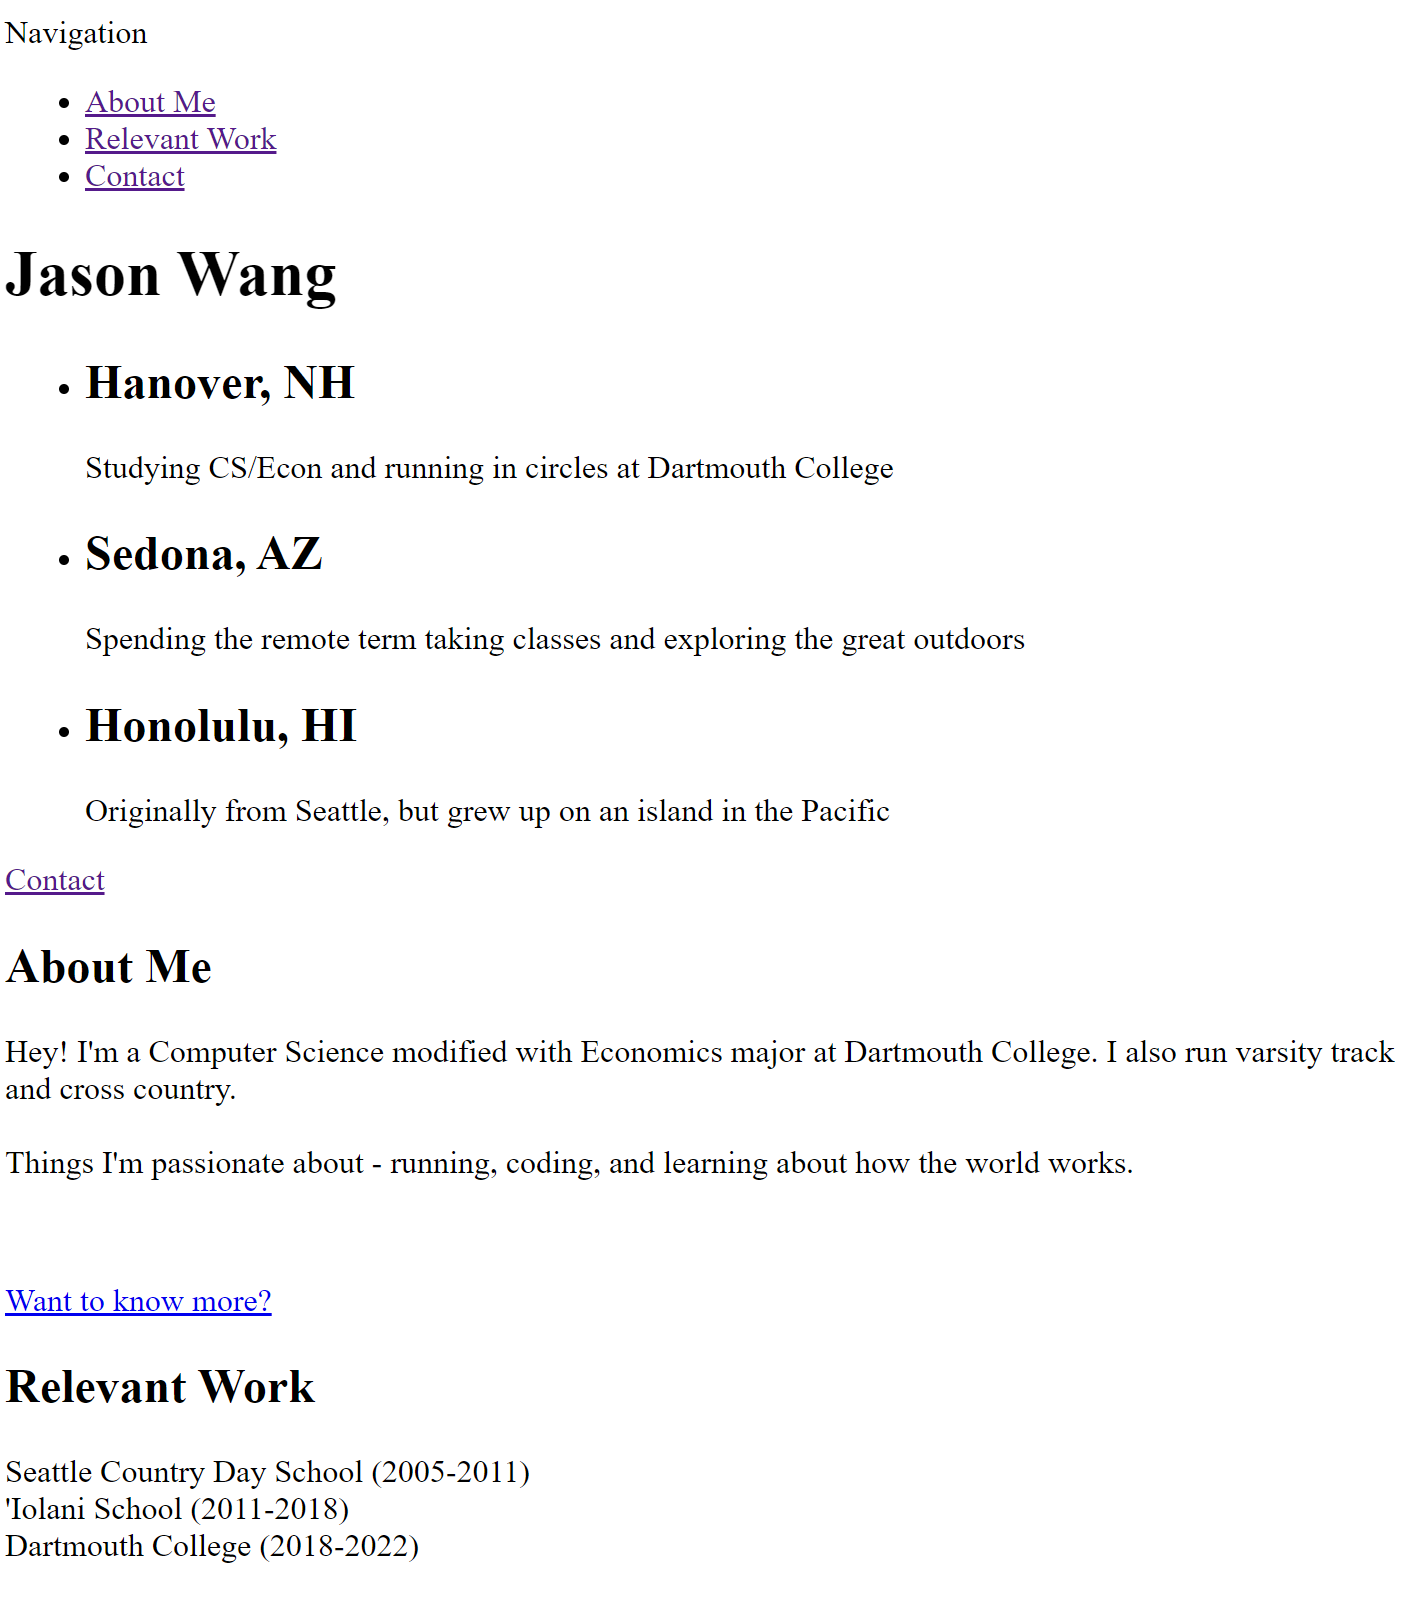 Navigation
About Me
Relevant Work
Contact
Jason Wang
Hanover, NH
Studying CS/Econ and running in circles at Dartmouth College
Sedona, AZ
Spending the remote term taking classes and exploring the great outdoors
Honolulu, HI
Originally from Seattle, but grew up on an island in the Pacific
Contact
About Me
Hey! I'm a Computer Science modified with Economics major at Dartmouth College. I also run varsity track
and cross country.
Things I'm passionate about - running, coding, and learning about how the world works.
Want to know more?
Relevant Work
Seattle Country Day School (2005-2011)
'Iolani School (2011-2018)
Dartmouth College (2018-2022)